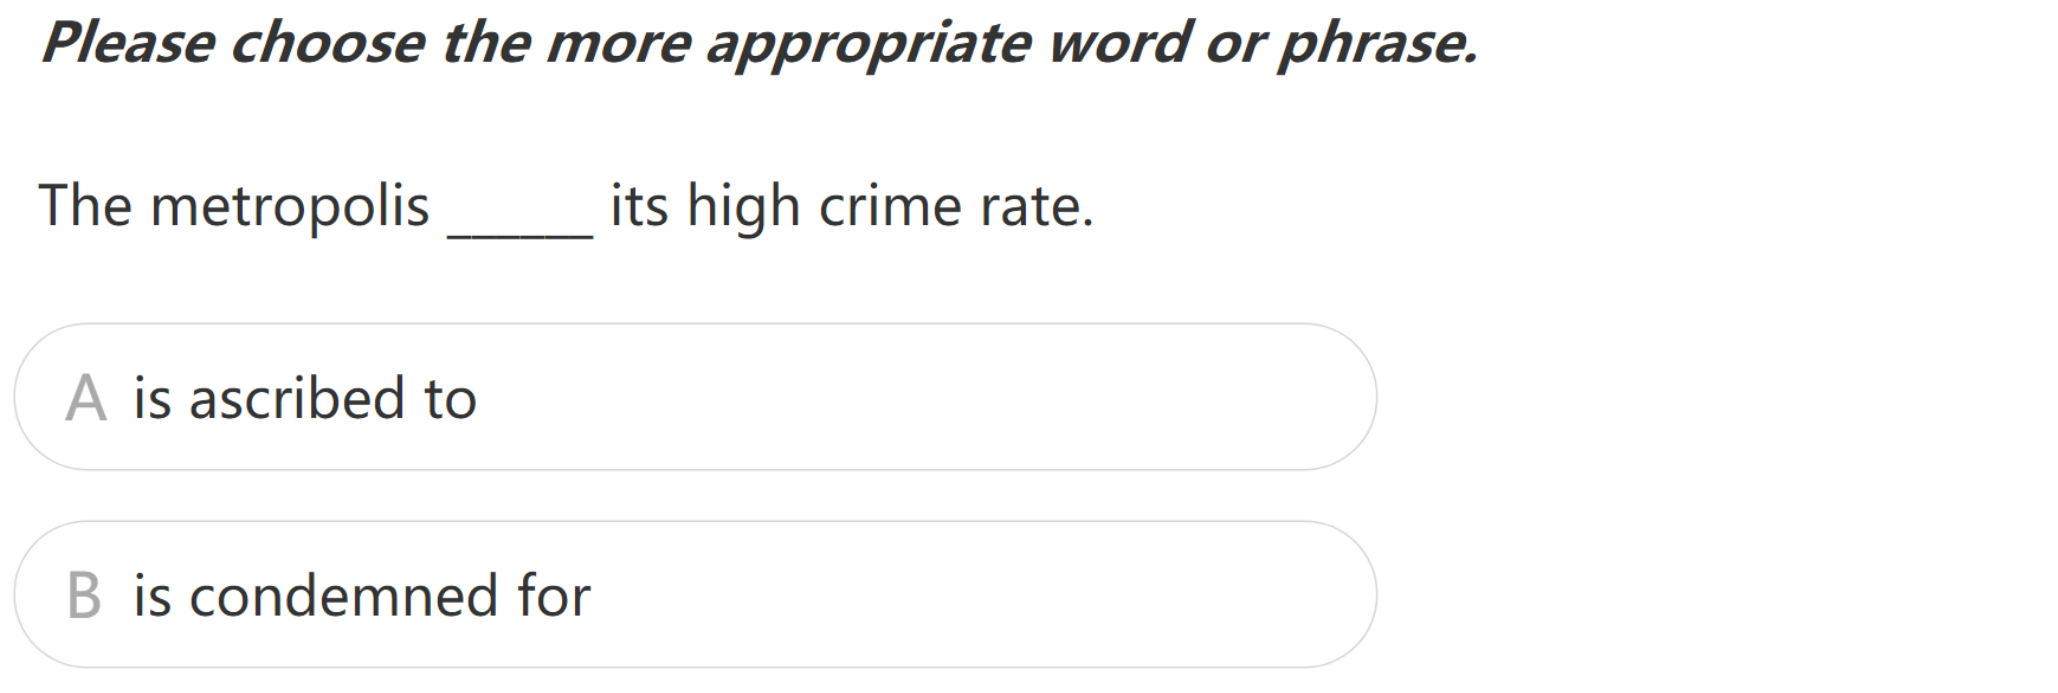 Please choose the more appropriate word or phrase.
The metropolis ______ its high crime rate.
A is ascribed to
B is condemned for